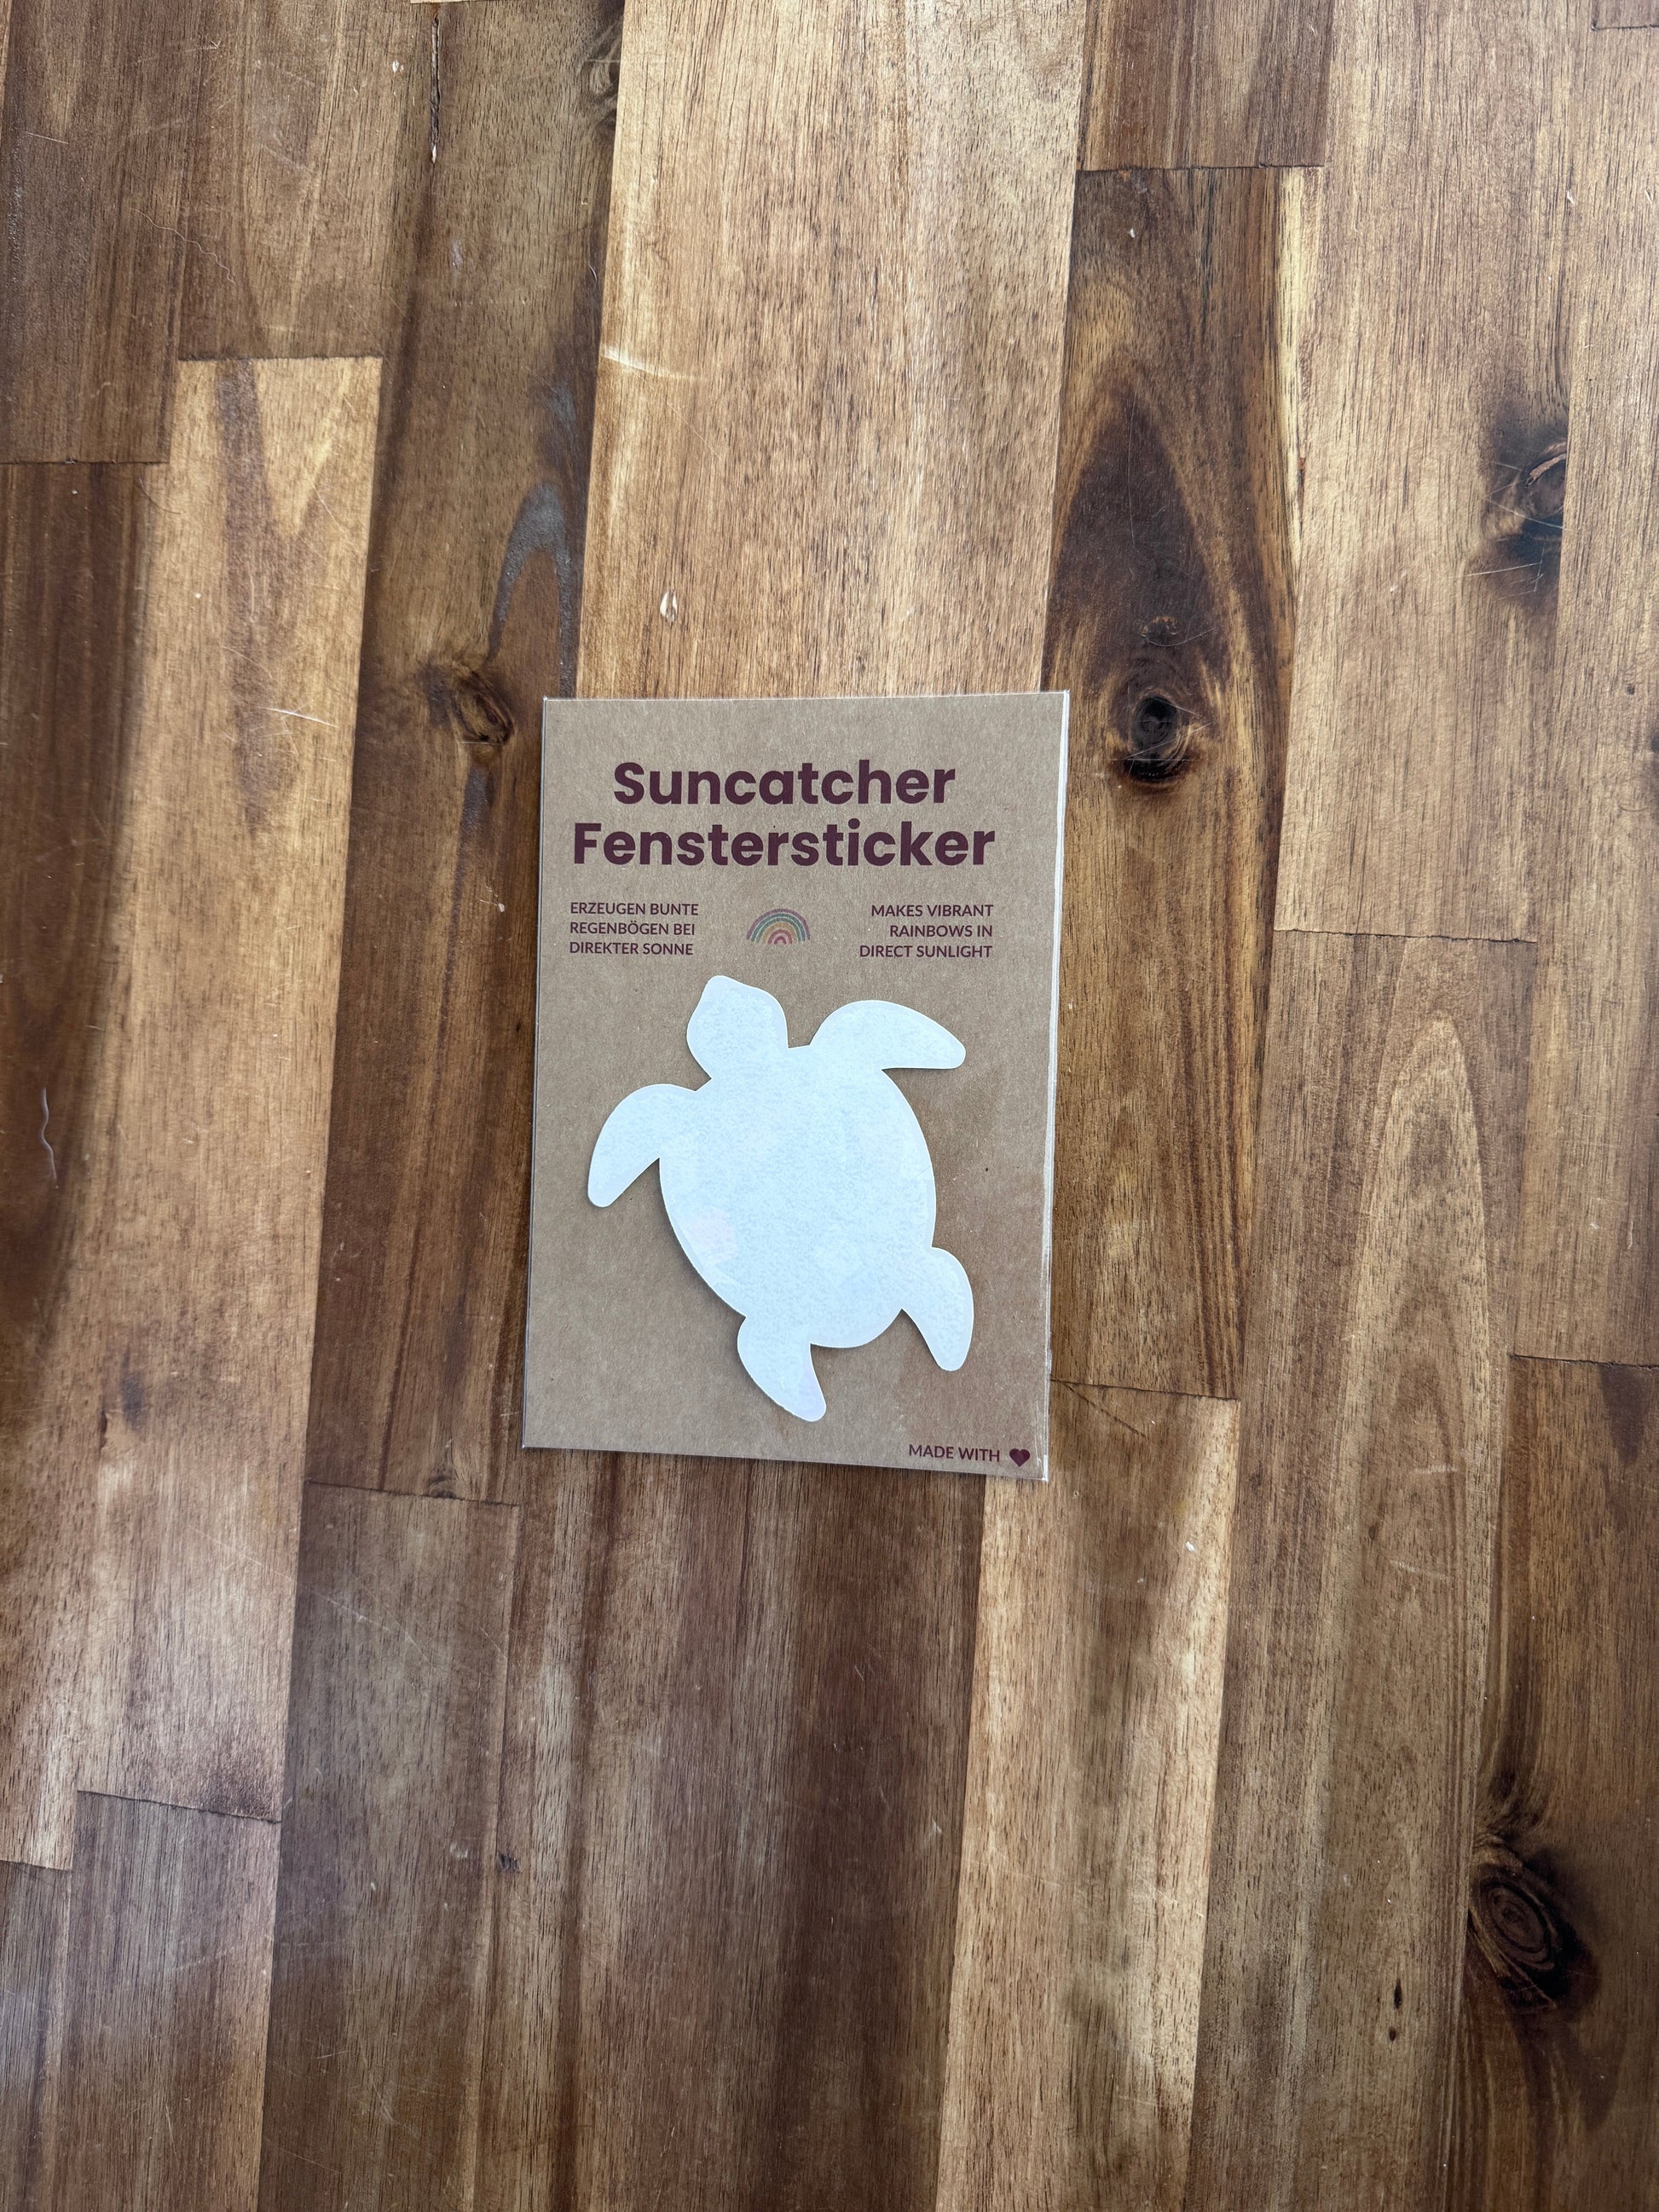 Suncatcher
Fenstersticker
ERZEUGEN BUNTE
REGENBÖGEN BEI
DIREKTER SONNE
MAKES VIBRANT
RAINBOWS IN
DIRECT SUNLIGHT
MADE WITH